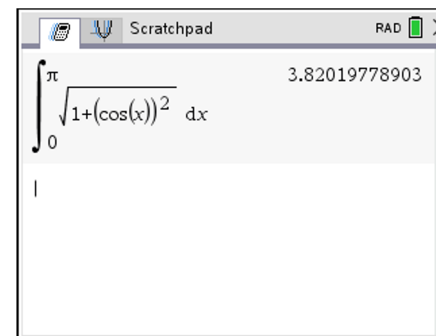 Scratchpad RAD
∫₀^π √(1+(cos(x))²) dx 3.82019778903